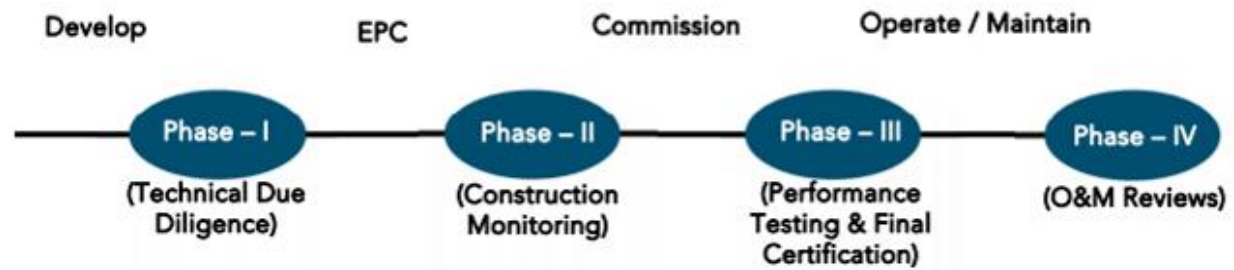 Develop
EPC
Commission
Operate / Maintain
Phase – I
Phase – II
Phase – III
Phase – IV
(Technical Due
Diligence)
(Construction
Monitoring)
(Performance
Testing & Final
Certification)
(O&M Reviews)